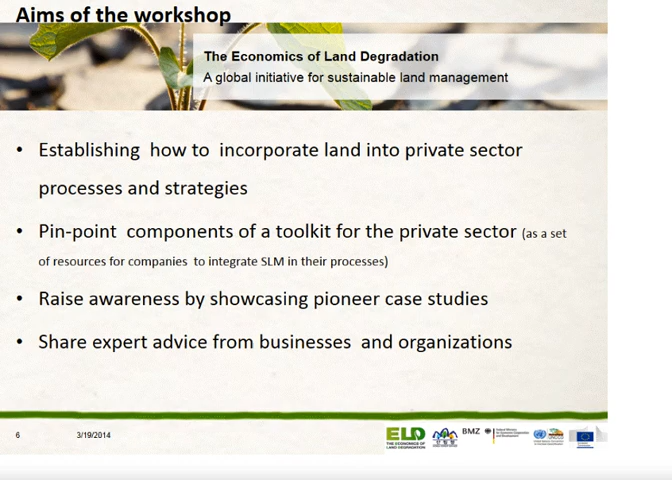 Aims of the workshop
The Economics of Land Degradation
A global initiative for sustainable land management
• Establishing how to incorporate land into private sector
processes and strategies
• Pin-point components of a toolkit for the private sector (as a set
of resources for companies to integrate SLM in their processes)
• Raise awareness by showcasing pioneer case studies
• Share expert advice from businesses and organizations
6 3/19/2014
ELD
THE ECONOMICS OF
LAND DEGRADATION
BMZ